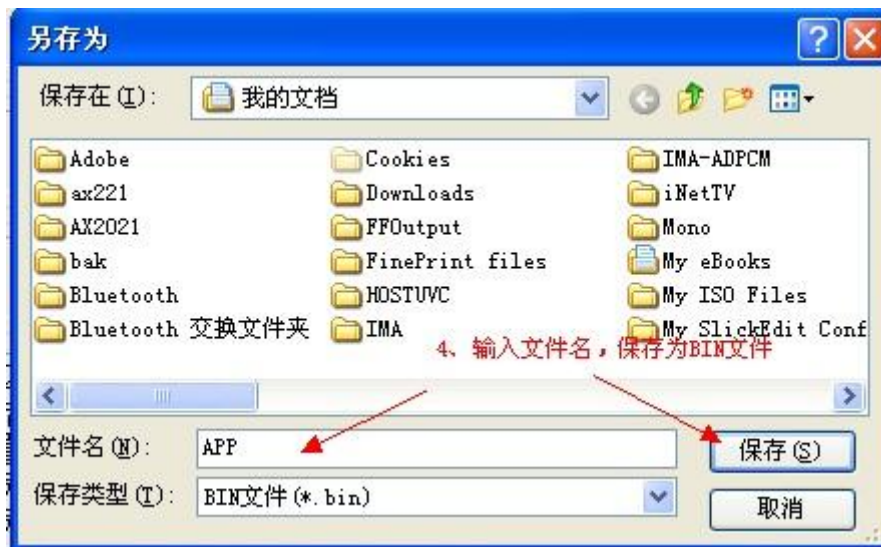 另存为
保存在(I):
我的文档
Adobe
ax221
AX2021
bak
Bluetooth
Bluetooth 交换文件夹
Cookies
Downloads
FFOutput
FinePrint files
HOSTUVC
IMA
IMA-ADPCM
iNetTV
Mono
My eBooks
My ISO Files
My SlickEdit Conf
4、输入文件名，保存为BIN文件
文件名(N):
APP
保存(S)
保存类型(T):
BIN文件(*.bin)
取消